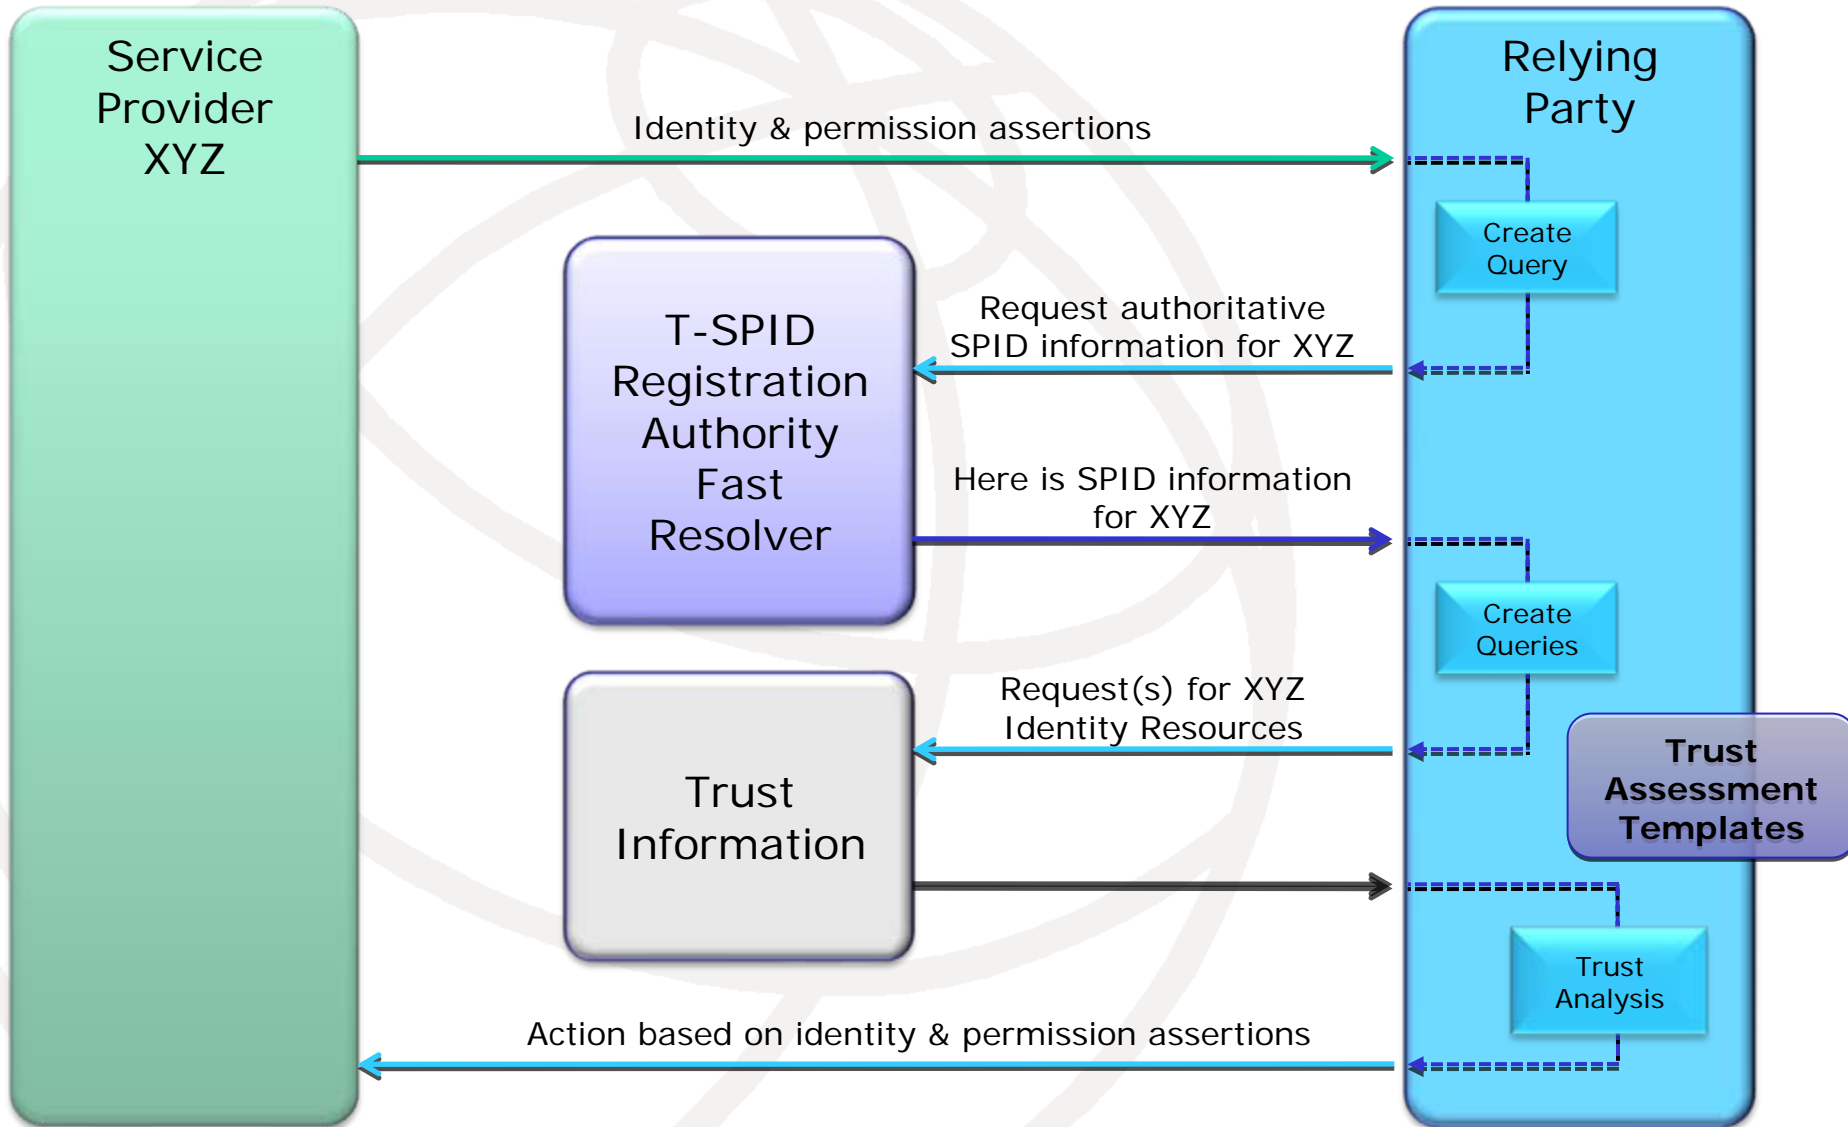 Service
Provider
XYZ
Relying
Party
Identity & permission assertions
Create
Query
Request authoritative
SPID information for XYZ
T-SPID
Registration
Authority
Fast
Resolver
Here is SPID information
for XYZ
Create
Queries
Request(s) for XYZ
Identity Resources
Trust
Assessment
Templates
Trust
Information
Trust
Analysis
Action based on identity & permission assertions